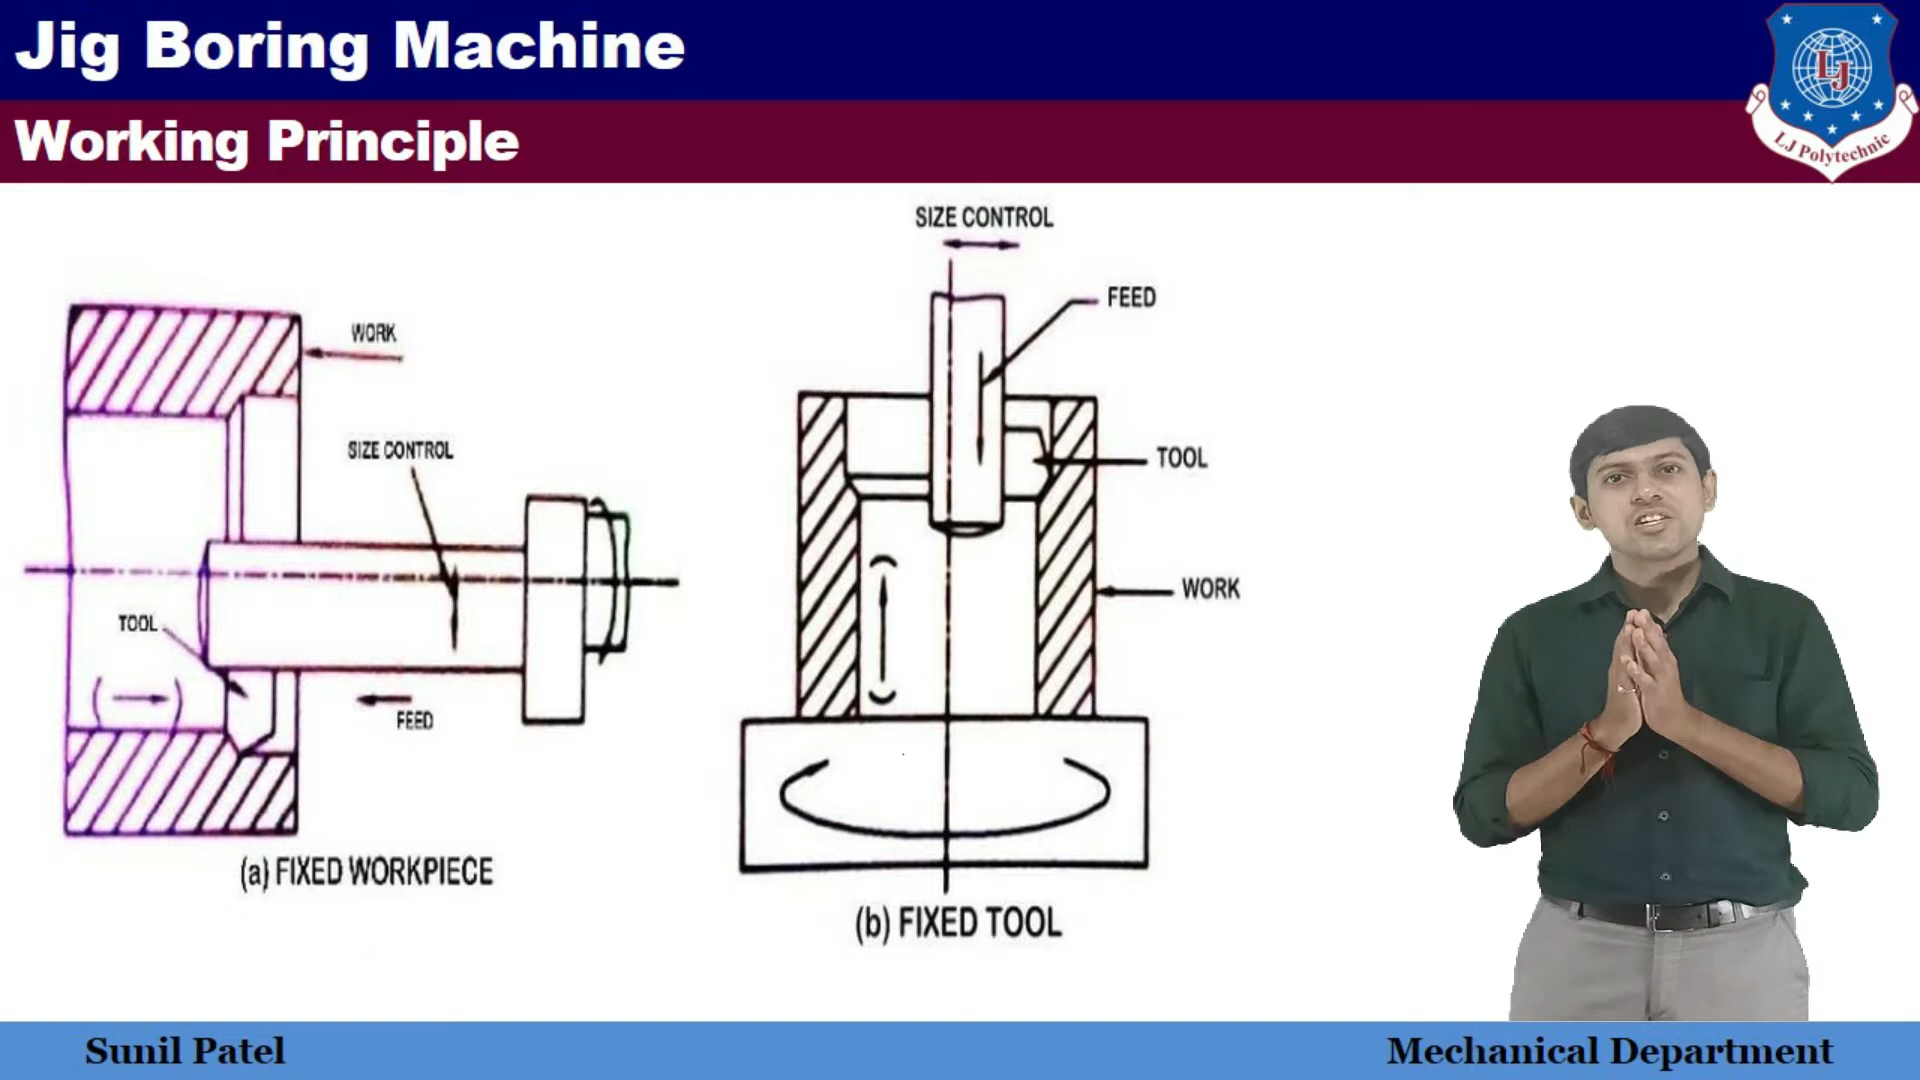 Jig Boring Machine
Working Principle
LJ
LJ Polytechnic
WORK
SIZE CONTROL
TOOL
FEED
(a) FIXED WORKPIECE
SIZE CONTROL
FEED
TOOL
WORK
(b) FIXED TOOL
Sunil Patel
Mechanical Department